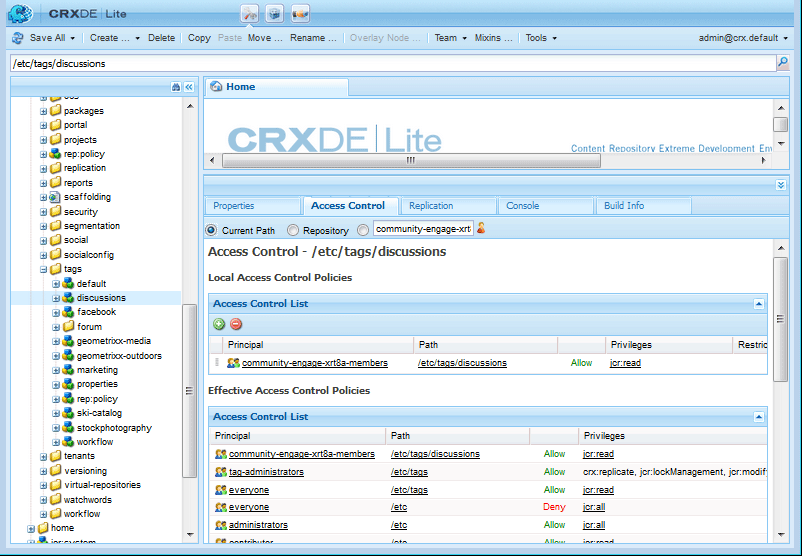 CRXDE | Lite
Save All Create ... Delete Copy Paste Move ... Rename ... Overlay Node ... Team Mixins ... Tools admin@crx.default
/etc/tags/discussions
packages
portal
projects
rep:policy
replication
reports
scaffolding
security
segmentation
social
socialconfig
tags
default
discussions
facebook
forum
geometrixx-media
geometrixx-outdoors
marketing
properties
rep:policy
ski-catalog
stockphotography
workflow
tenants
versioning
virtual-repositories
watchwords
workflow
home
jcr:system
Home
CRXDE | Lite
Content Repository Extreme Development Env
Properties Access Control Replication Console Build Info
Current Path Repository community-engage-xrt8
Access Control - /etc/tags/discussions
Local Access Control Policies
Access Control List
Principal Path Privileges Restric
community-engage-xrt8a-members /etc/tags/discussions Allow jcr:read
Effective Access Control Policies
Access Control List
Principal Path Privileges
community-engage-xrt8a-members /etc/tags/discussions Allow jcr:read
tag-administrators /etc/tags Allow crx:replicate, jcr:lockManagement, jcr:modify
everyone /etc/tags Allow jcr:read
everyone /etc Deny jcr:all
administrators /etc Allow jcr:all
contributor /etc Allow jcr:read